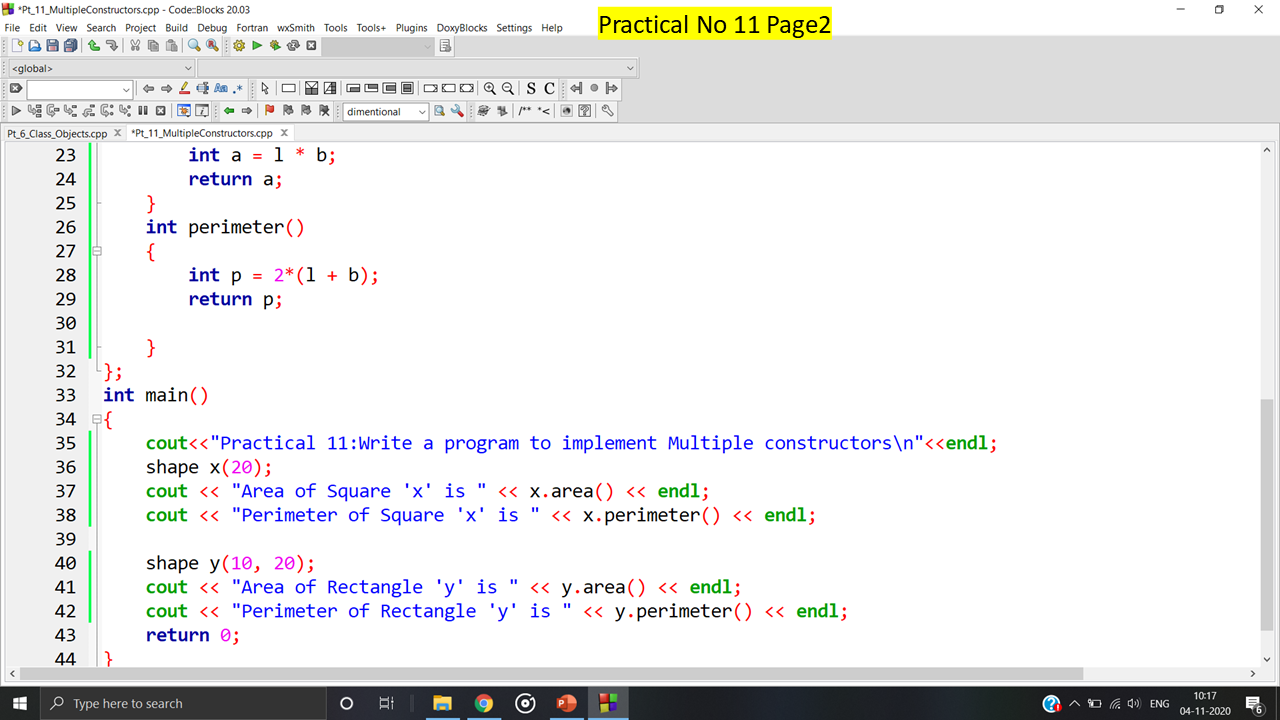 *Pt_11_MultipleConstructors.cpp - Code::Blocks 20.03
Practical No 11 Page2
File Edit View Search Project Build Debug Fortran wxSmith Tools Tools+ Plugins DoxyBlocks Settings Help
<global>
S C
dimentional /** *<
Pt_6_Class_Objects.cpp X *Pt_11_MultipleConstructors.cpp X
23 int a = l * b;
24 return a;
25 }
26 int perimeter()
27 {
28 int p = 2*(l + b);
29 return p;
30
31 }
32 };
33 int main()
34 {
35 cout<<"Practical 11:Write a program to implement Multiple constructors\n"<<endl;
36 shape x(20);
37 cout << "Area of Square 'x' is " << x.area() << endl;
38 cout << "Perimeter of Square 'x' is " << x.perimeter() << endl;
39
40 shape y(10, 20);
41 cout << "Area of Rectangle 'y' is " << y.area() << endl;
42 cout << "Perimeter of Rectangle 'y' is " << y.perimeter() << endl;
43 return 0;
44 }
Type here to search
ENG
10:17
04-11-2020
6